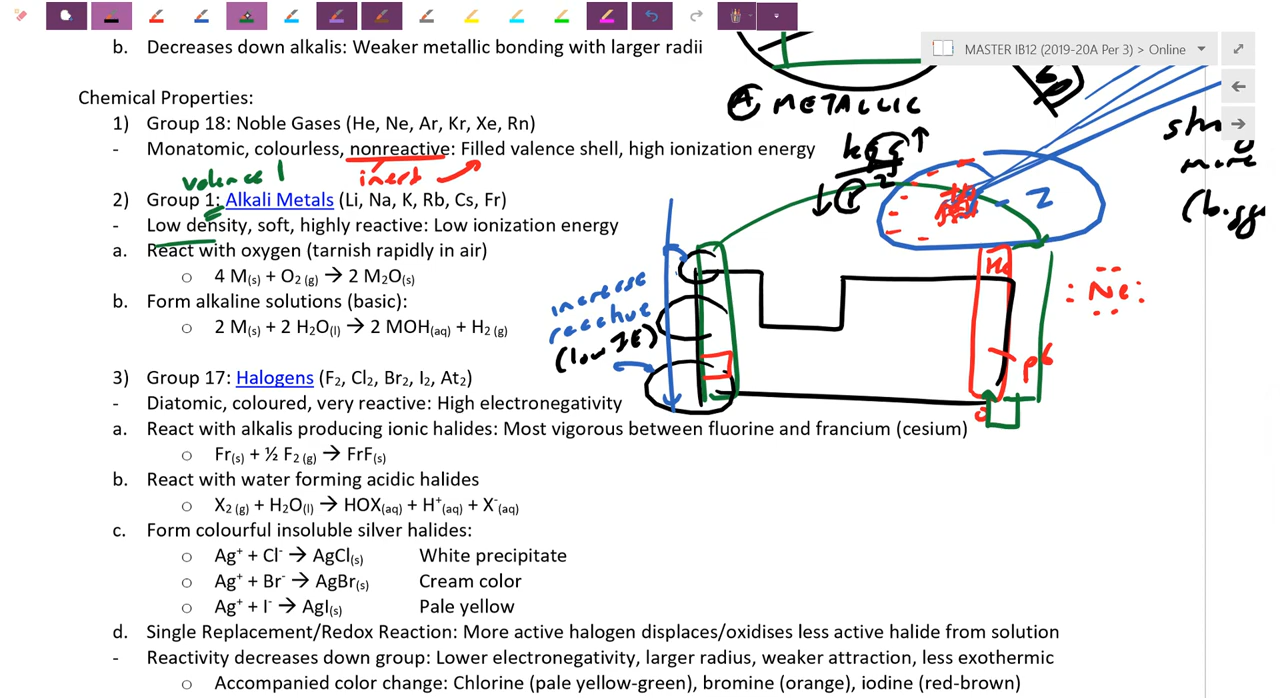 MASTER IB12 (2019-20A Per 3) > Online
b. Decreases down alkalis: Weaker metallic bonding with larger radii
METALLIC
Chemical Properties:
1) Group 18: Noble Gases (He, Ne, Ar, Kr, Xe, Rn)
- Monatomic, colourless, nonreactive: Filled valence shell, high ionization energy
valence 1
inert
2) Group 1: Alkali Metals (Li, Na, K, Rb, Cs, Fr)
- Low density, soft, highly reactive: Low ionization energy
a. React with oxygen (tarnish rapidly in air)
○ 4 M(s) + O2 (g) → 2 M2O(s)
b. Form alkaline solutions (basic):
○ 2 M(s) + 2 H2O(l) → 2 MOH(aq) + H2 (g)
increase
(low IE)
: Ne :
p6
more
3) Group 17: Halogens (F2, Cl2, Br2, I2, At2)
- Diatomic, coloured, very reactive: High electronegativity
a. React with alkalis producing ionic halides: Most vigorous between fluorine and francium (cesium)
○ Fr(s) + ½ F2 (g) → FrF(s)
b. React with water forming acidic halides
○ X2 (g) + H2O(l) → HOX(aq) + H+(aq) + X-(aq)
c. Form colourful insoluble silver halides:
○ Ag+ + Cl- → AgCl(s) White precipitate
○ Ag+ + Br- → AgBr(s) Cream color
○ Ag+ + I- → AgI(s) Pale yellow
d. Single Replacement/Redox Reaction: More active halogen displaces/oxidises less active halide from solution
- Reactivity decreases down group: Lower electronegativity, larger radius, weaker attraction, less exothermic
○ Accompanied color change: Chlorine (pale yellow-green), bromine (orange), iodine (red-brown)